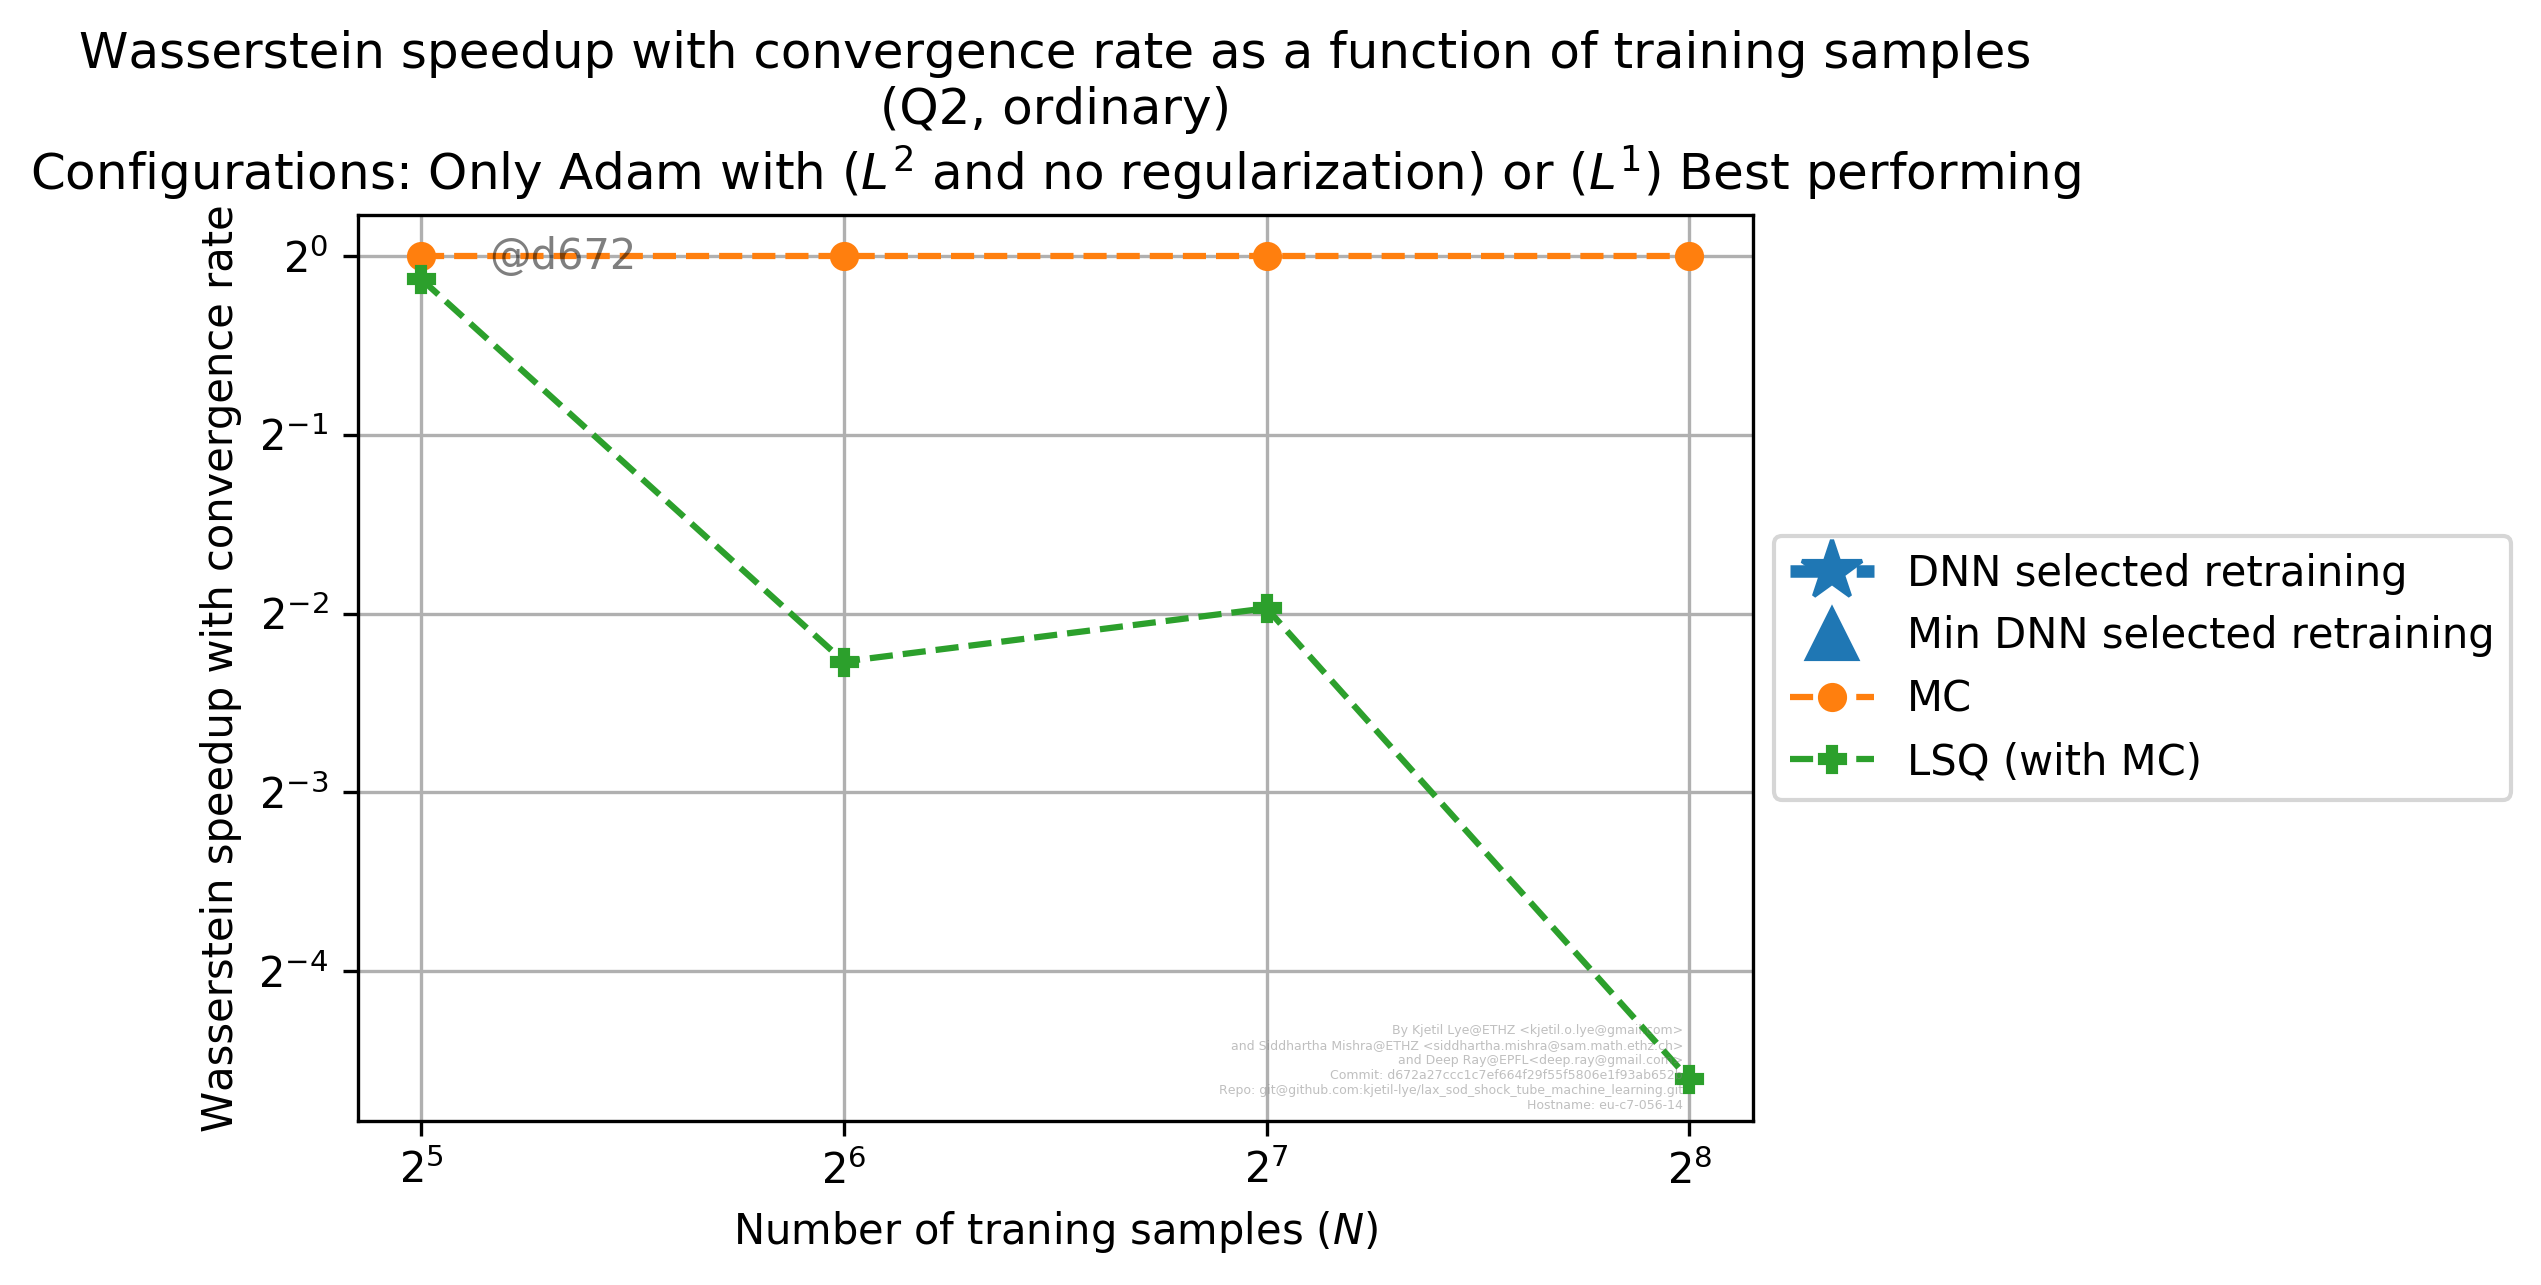 Wasserstein speedup with convergence rate as a function of training samples
(Q2, ordinary)
Configurations: Only Adam with (L² and no regularization) or (L¹) Best performing
Wasserstein speedup with convergence rate
2⁰
2⁻¹
2⁻²
2⁻³
2⁻⁴
@d672
By Kjetil Lye@ETHZ <kjetil.o.lye@gmail.com>
and Siddhartha Mishra@ETHZ <siddhartha.mishra@sam.math.ethz.ch>
and Deep Ray@EPFL<deep.ray@gmail.com>
Commit:
Repo: git@github.com:kjetil-lye/lax_sod_shock_tube_machine_learning.git
Hostname: eu-c7-056-14
2⁵
2⁶
2⁷
2⁸
Number of traning samples (N)
DNN selected retraining
Min DNN selected retraining
MC
LSQ (with MC)